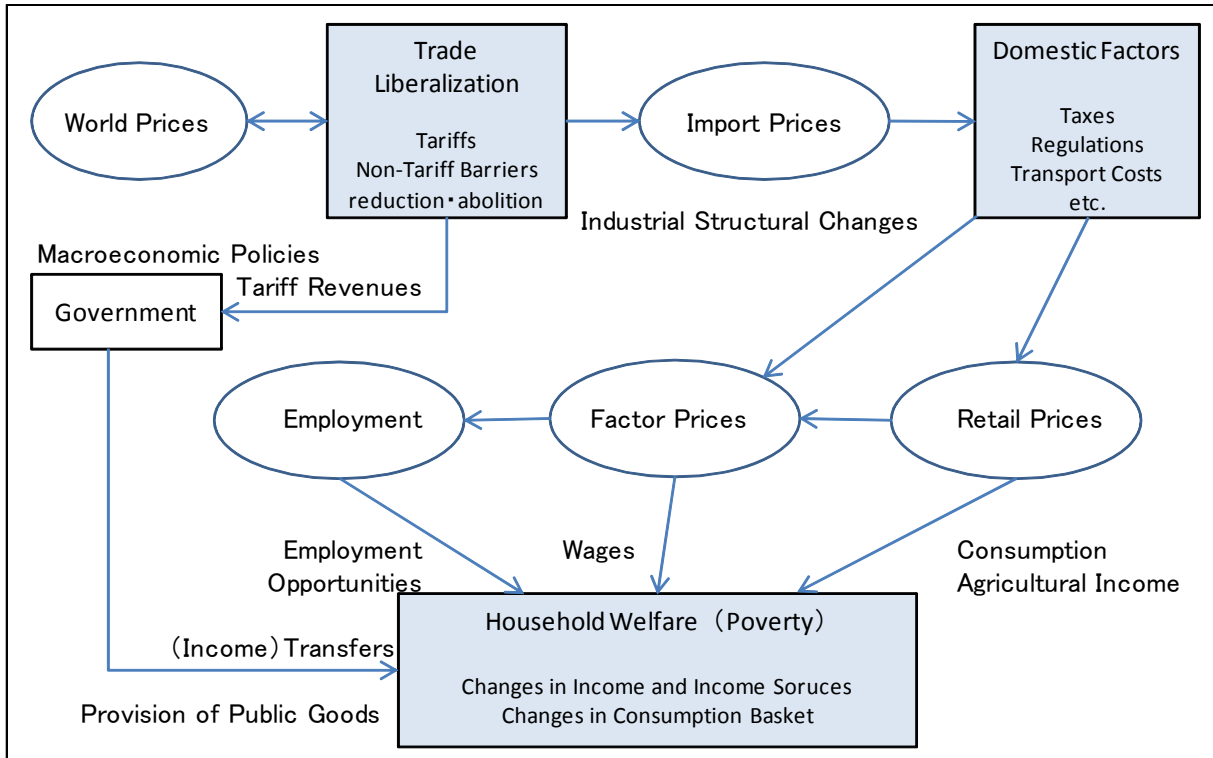 World Prices
Trade
Liberalization
Tariffs
Non-Tariff Barriers
reduction・abolition
Import Prices
Domestic Factors
Taxes
Regulations
Transport Costs
etc.
Industrial Structural Changes
Macroeconomic Policies
Tariff Revenues
Government
Employment
Factor Prices
Retail Prices
Employment
Opportunities
Wages
Consumption
Agricultural Income
(Income) Transfers
Provision of Public Goods
Household Welfare (Poverty)
Changes in Income and Income Soruces
Changes in Consumption Basket